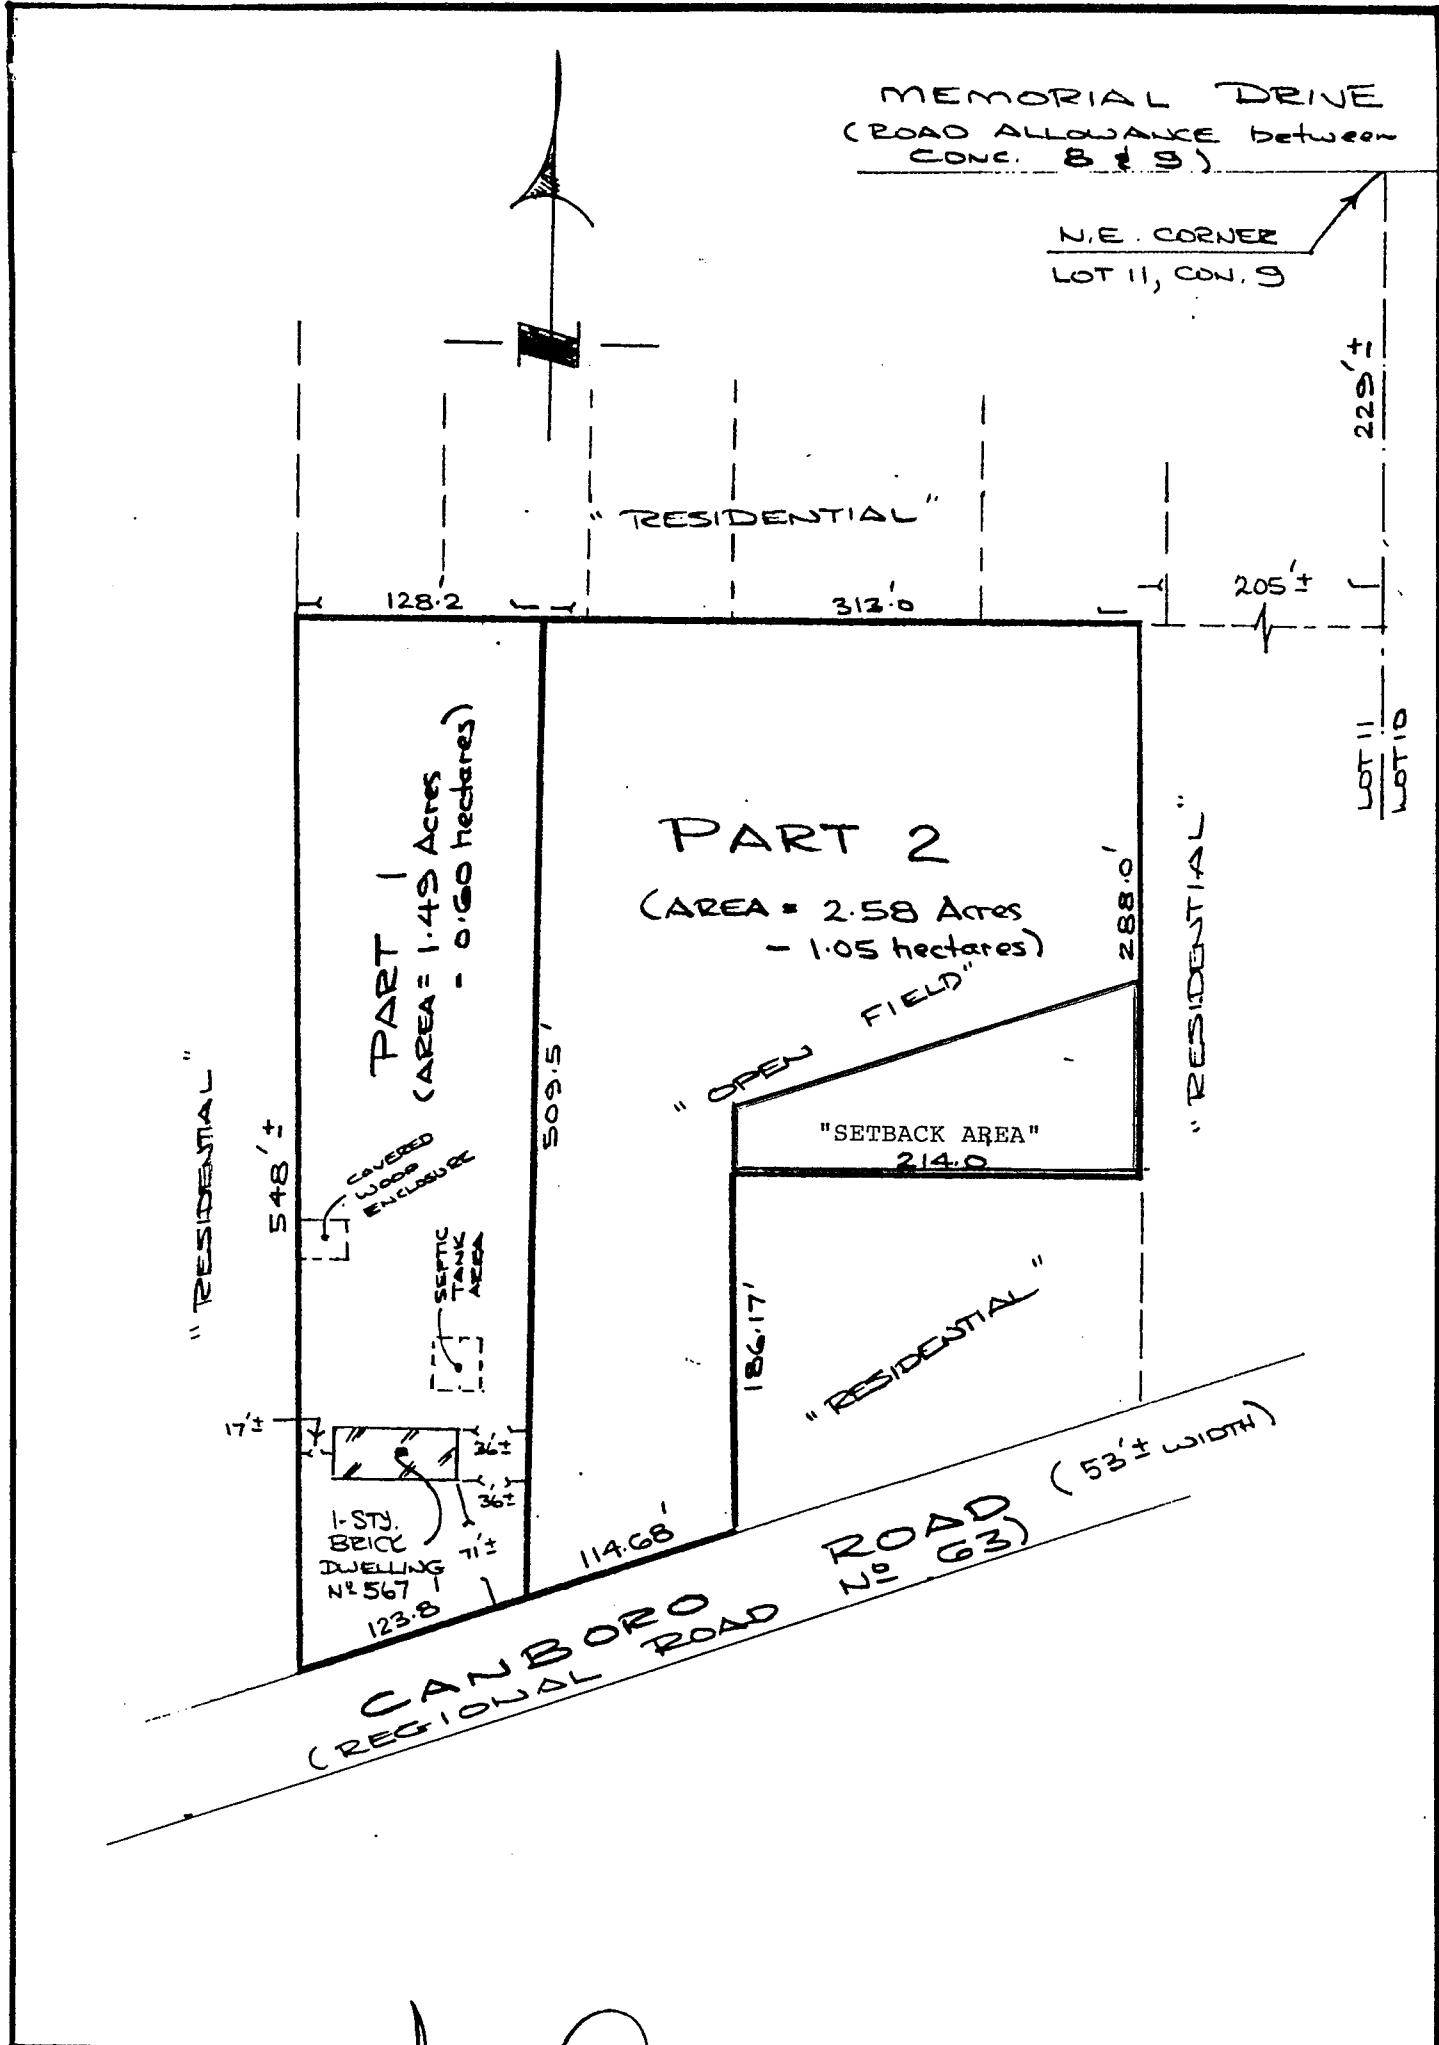 MEMORIAL DRIVE
(ROAD ALLOWANCE between
CONC. 8 & 9)
N.E. CORNER
LOT 11, CON. 9
229'±
"RESIDENTIAL"
128.2'
313.'0
205'±
LOT 11
LOT 10
PART 1
(AREA = 1.49 Acres
- 0.60 hectares)
PART 2
(AREA = 2.58 Acres
- 1.05 hectares)
288.0'
"RESIDENTIAL"
"OPEN FIELD"
"SETBACK AREA"
214.0
509.5'
"RESIDENTIAL"
548'±
COVERED
WOOD
ENCLOSURE
SEPTIC
TANK
AREA
186.17'
"RESIDENTIAL"
17'±
36'±
36'±
1-STY.
BRICK
DWELLING
Nº 567
71'±
123.8'
114.68'
CANBORO ROAD (53'± WIDTH)
(REGIONAL ROAD Nº 63)